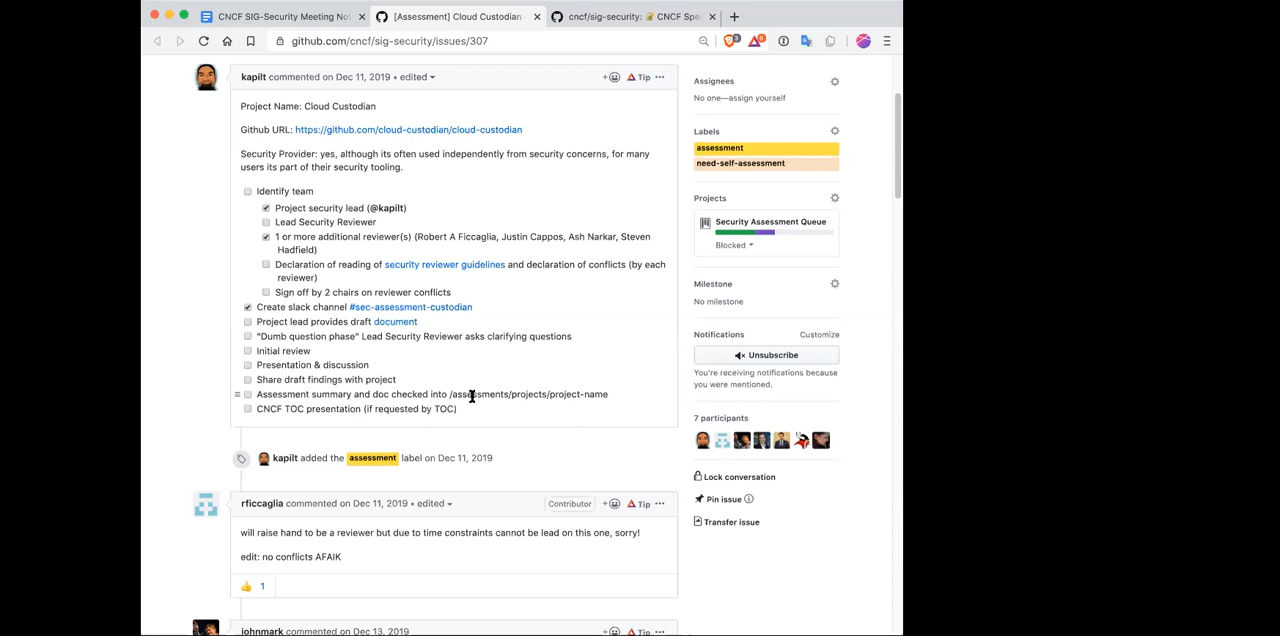 CNCF SIG-Security Meeting Not
[Assessment] Cloud Custodian
cncf/sig-security: CNCF Spe
github.com/cncf/sig-security/issues/307
kapilt commented on Dec 11, 2019 • edited
Tip
Project Name: Cloud Custodian
Github URL: https://github.com/cloud-custodian/cloud-custodian
Security Provider: yes, although its often used independently from security concerns, for many
users its part of their security tooling.
Identify team
Project security lead (@kapilt)
Lead Security Reviewer
1 or more additional reviewer(s) (Robert A Ficcaglia, Justin Cappos, Ash Narkar, Steven
Hadfield)
Declaration of reading of security reviewer guidelines and declaration of conflicts (by each
reviewer)
Sign off by 2 chairs on reviewer conflicts
Create slack channel #sec-assessment-custodian
Project lead provides draft document
"Dumb question phase" Lead Security Reviewer asks clarifying questions
Initial review
Presentation & discussion
Share draft findings with project
Assessment summary and doc checked into /assessments/projects/project-name
CNCF TOC presentation (if requested by TOC)
kapilt added the assessment label on Dec 11, 2019
rficcaglia commented on Dec 11, 2019 • edited
Contributor
Tip
will raise hand to be a reviewer but due to time constraints cannot be lead on this one, sorry!
edit: no conflicts AFAIK
1
johnmark commented on Dec 13, 2019
Tip
Assignees
No one—assign yourself
Labels
assessment
need-self-assessment
Projects
Security Assessment Queue
Blocked
Milestone
No milestone
Notifications
Customize
Unsubscribe
You're receiving notifications because
you were mentioned.
7 participants
Lock conversation
Pin issue
Transfer issue